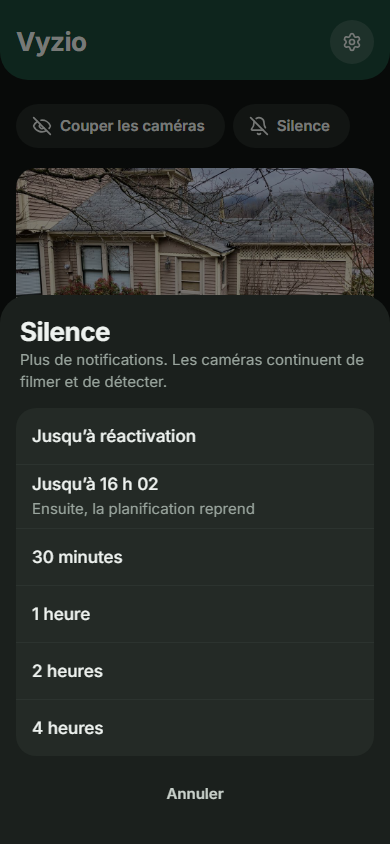 Vyzio
Couper les caméras
Silence
Silence
Plus de notifications. Les caméras continuent de
filmer et de détecter.
Jusqu’à réactivation
Jusqu’à 16 h 02
Ensuite, la planification reprend
30 minutes
1 heure
2 heures
4 heures
Annuler